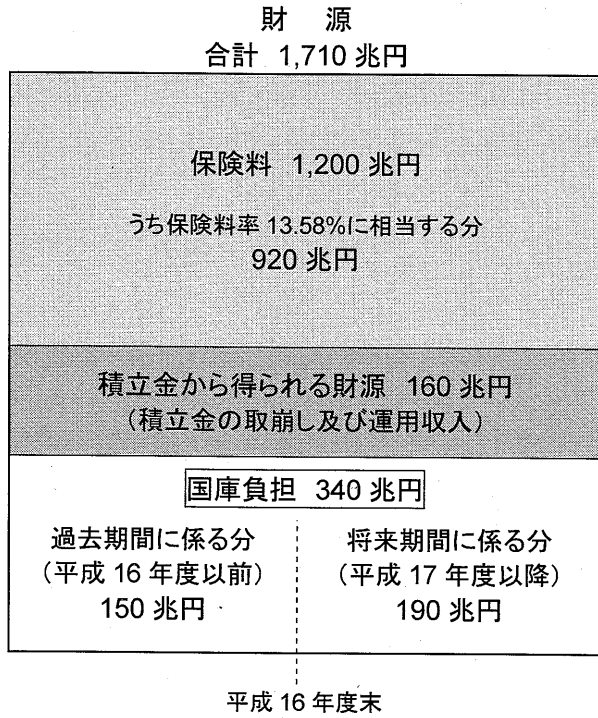 財 源
合計 1,710 兆円
保険料 1,200 兆円
うち保険料率 13.58%に相当する分
920 兆円
積立金から得られる財源 160 兆円
（積立金の取崩し及び運用収入）
国庫負担 340 兆円
過去期間に係る分
（平成 16 年度以前）
150 兆円
将来期間に係る分
（平成 17 年度以降）
190 兆円
平成 16 年度末